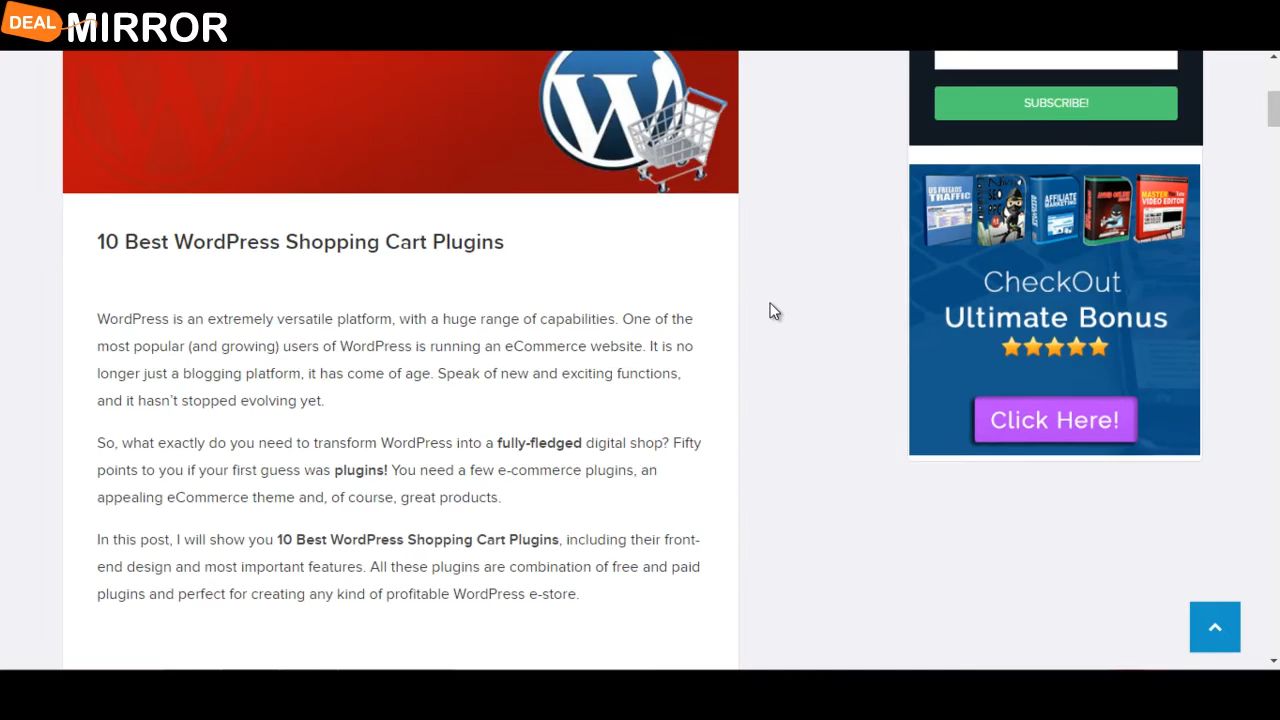 DEAL MIRROR
SUBSCRIBE!
10 Best WordPress Shopping Cart Plugins
WordPress is an extremely versatile platform, with a huge range of capabilities. One of the
most popular (and growing) users of WordPress is running an eCommerce website. It is no
longer just a blogging platform, it has come of age. Speak of new and exciting functions,
and it hasn't stopped evolving yet.
So, what exactly do you need to transform WordPress into a fully-fledged digital shop? Fifty
points to you if your first guess was plugins! You need a few e-commerce plugins, an
appealing eCommerce theme and, of course, great products.
In this post, I will show you 10 Best WordPress Shopping Cart Plugins, including their front-
end design and most important features. All these plugins are combination of free and paid
plugins and perfect for creating any kind of profitable WordPress e-store.
TRAFFIC
SEO
AFFILIATE
MARKETING
MASTER
VIDEO EDITOR
CheckOut
Ultimate Bonus
Click Here!